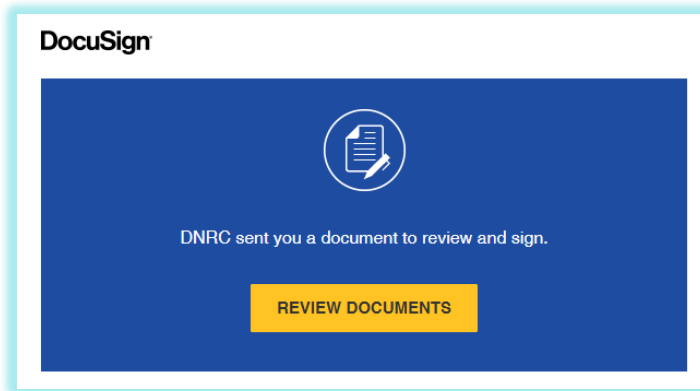 DocuSign
DNRC sent you a document to review and sign.
REVIEW DOCUMENTS